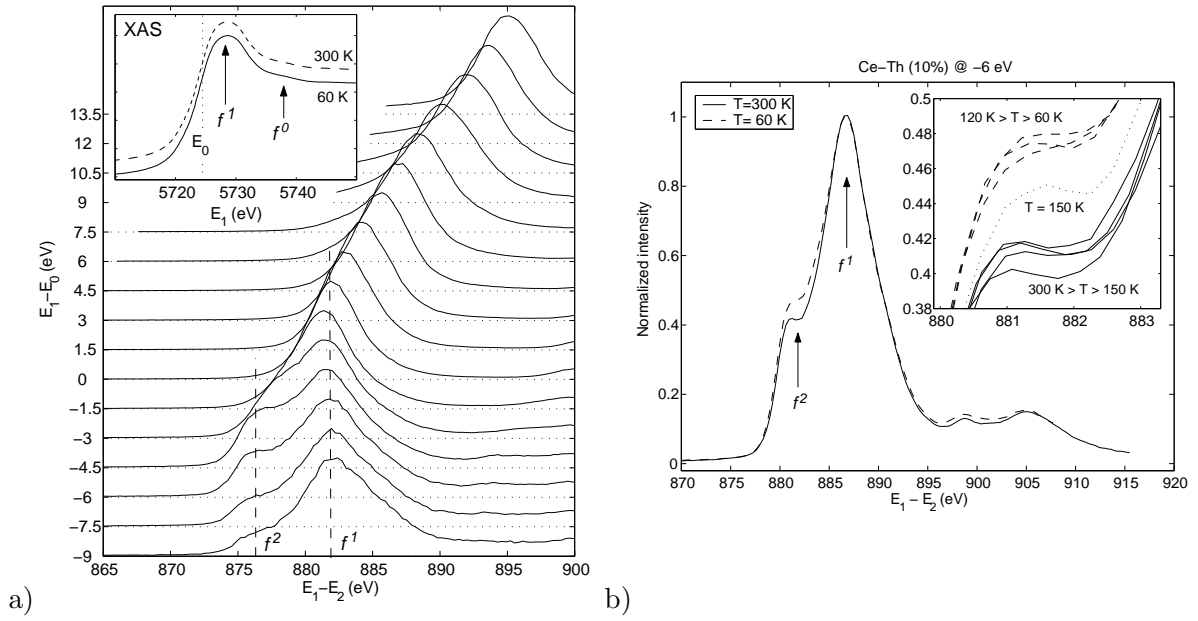 XAS
300 K
60 K
f¹
f⁰
E₀
5720 5730 5740
E₁ (eV)
13.5
12
10.5
9
7.5
6
4.5
3
1.5
0
−1.5
−3
−4.5
−6
−7.5
−9
E₁−E₀ (eV)
f² f¹
865 870 875 880 885 890 895 900
E₁−E₂ (eV)
a)
Ce−Th (10%) @ −6 eV
T=300 K
T= 60 K
1
0.8
0.6
0.4
0.2
0
Normalized intensity
f¹
f²
0.5
0.48
0.46
0.44
0.42
0.4
0.38
120 K > T > 60 K
T = 150 K
300 K > T > 150 K
880 881 882 883
870 875 880 885 890 895 900 905 910 915 920
E₁ − E₂ (eV)
b)